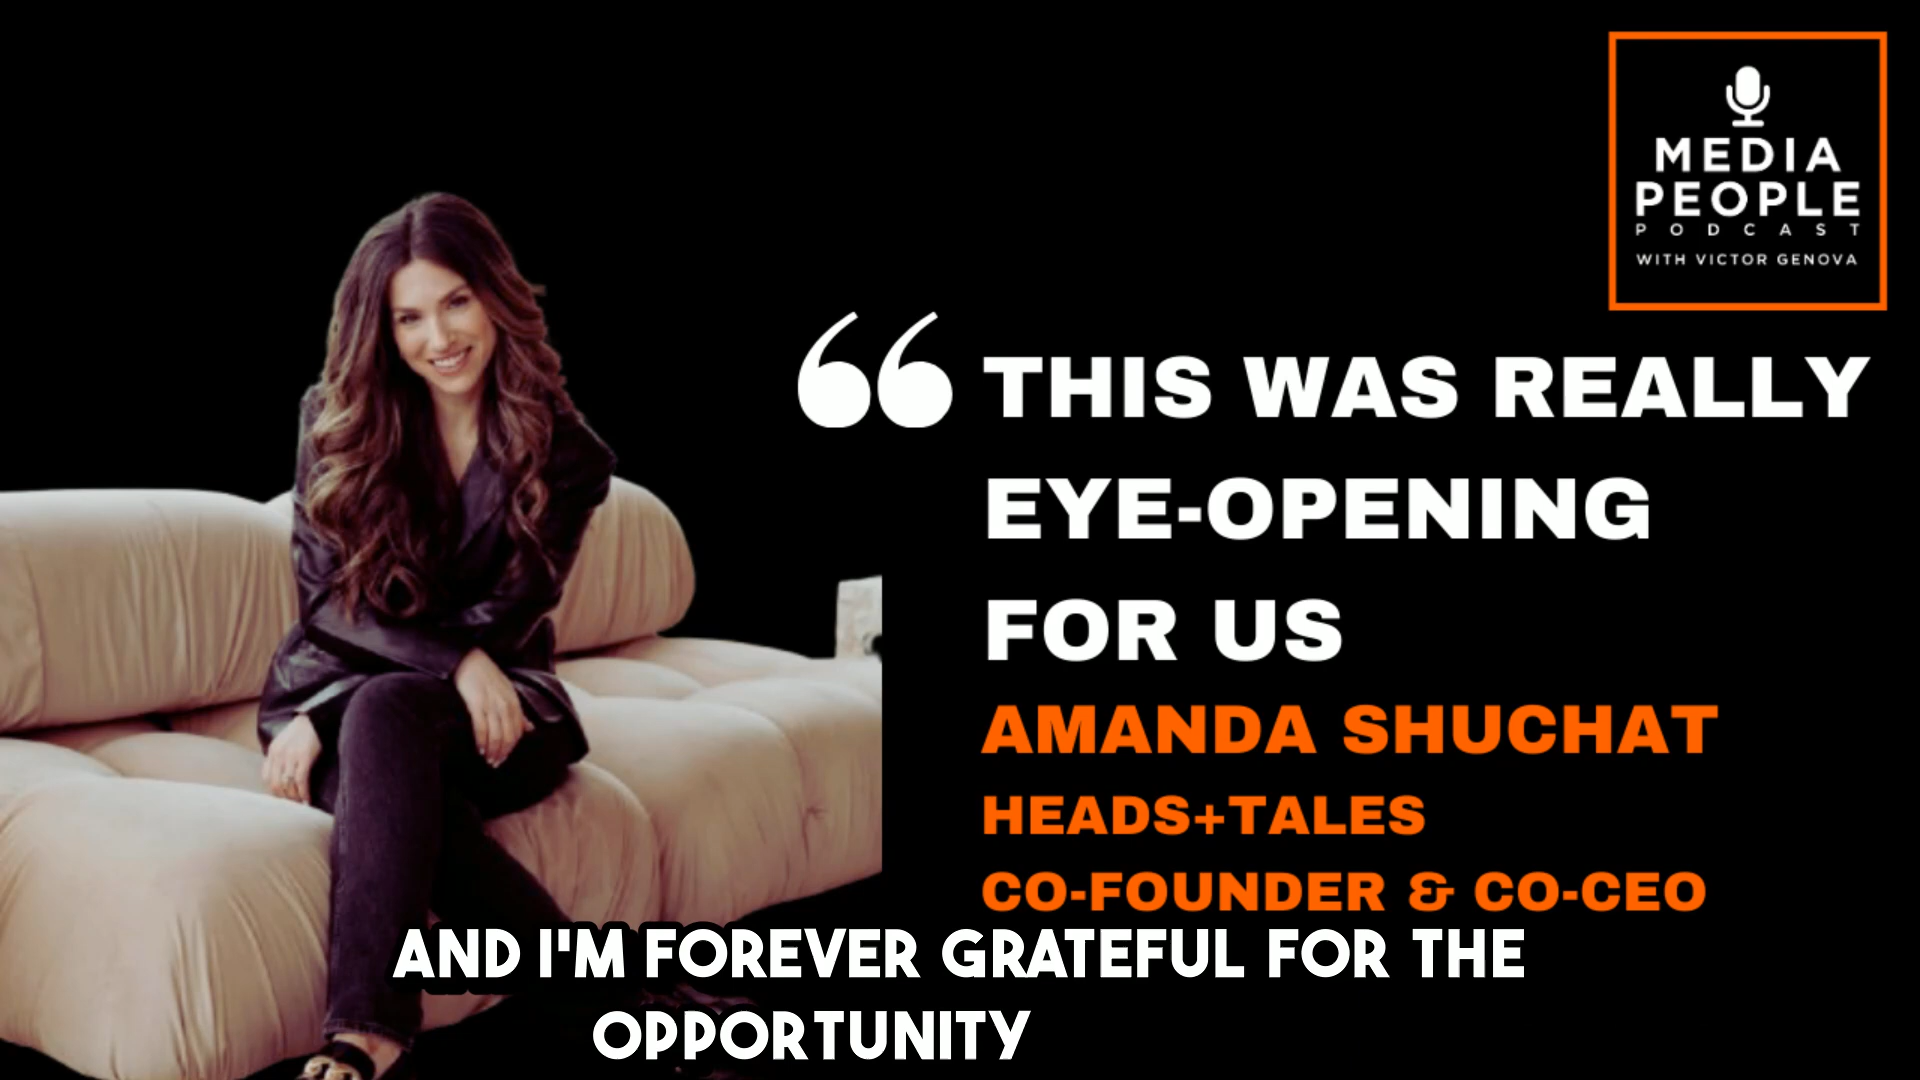 MEDIA
PEOPLE
PODCAST
WITH VICTOR GENOVA
“ THIS WAS REALLY
EYE-OPENING
FOR US
AMANDA SHUCHAT
HEADS+TALES
CO-FOUNDER & CO-CEO
AND I'M FOREVER GRATEFUL FOR THE
OPPORTUNITY